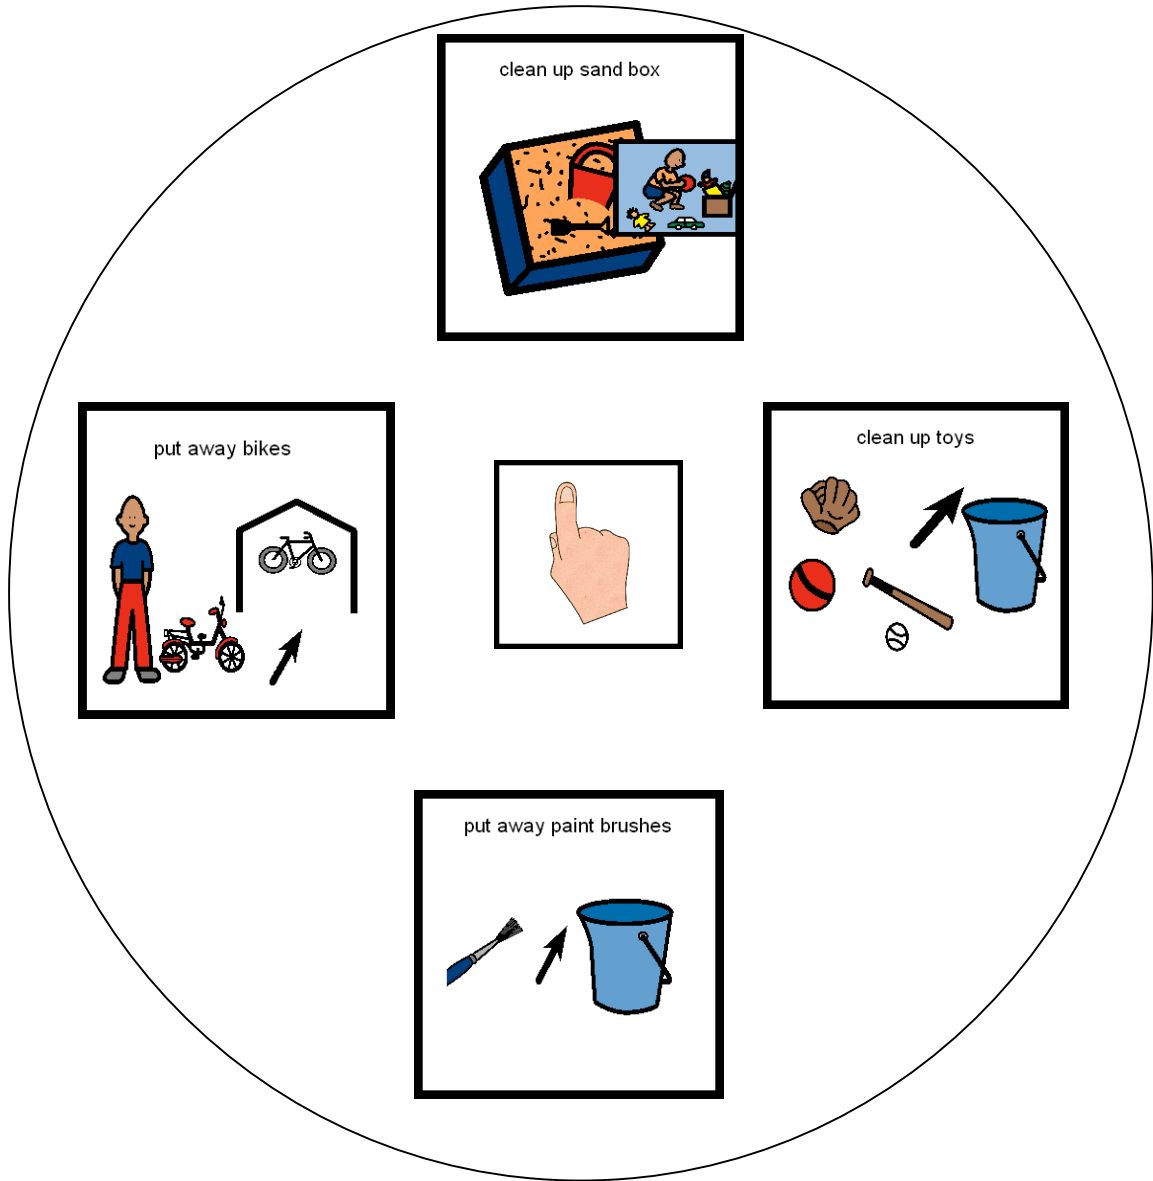 clean up sand box
put away bikes
clean up toys
put away paint brushes